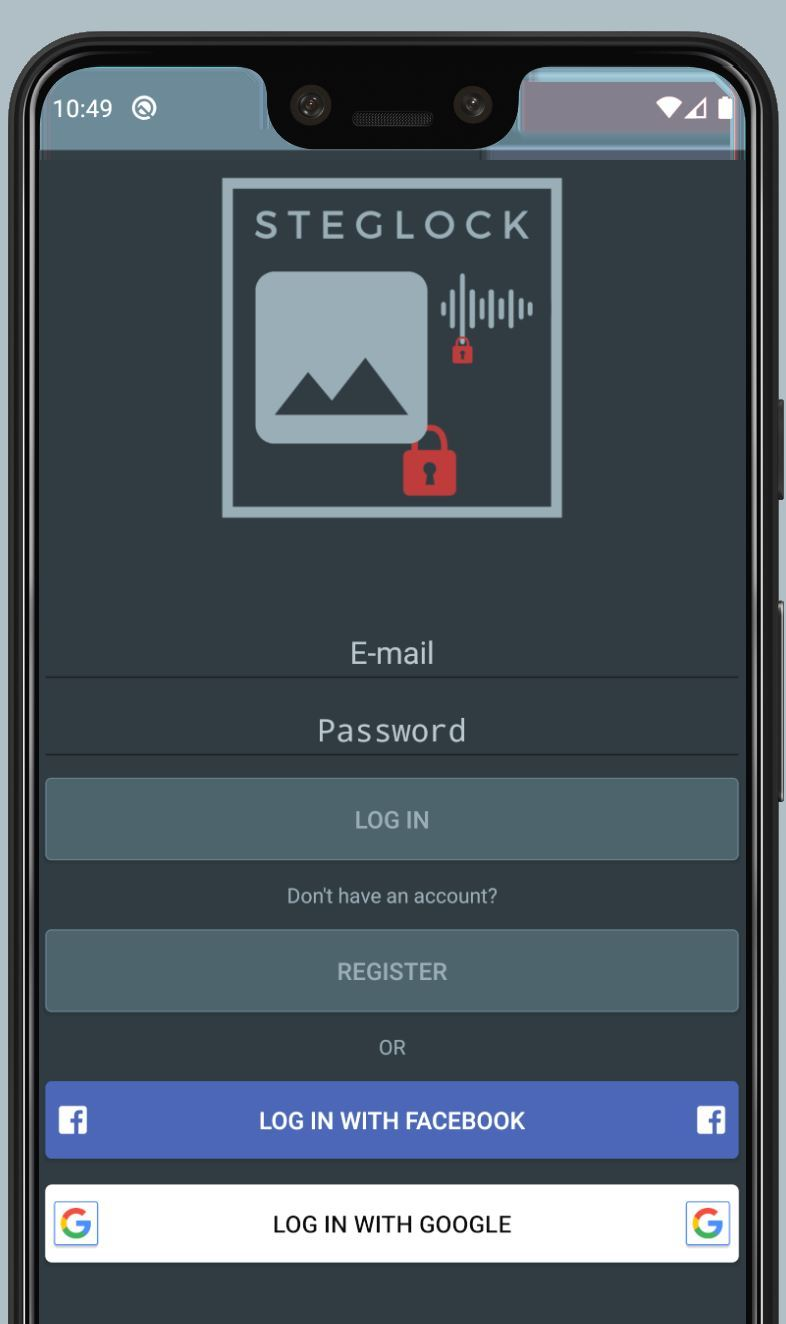 10:49
STEGLOCK
E-mail
Password
LOG IN
Don't have an account?
REGISTER
OR
LOG IN WITH FACEBOOK
LOG IN WITH GOOGLE